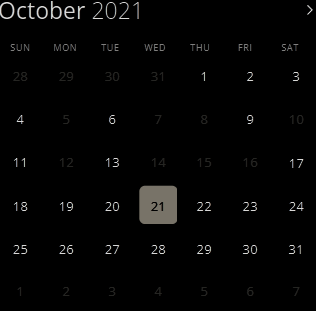 October 2021
SUN MON TUE WED THU FRI SAT
28 29 30 31 1 2 3
4 5 6 7 8 9 10
11 12 13 14 15 16 17
18 19 20 21 22 23 24
25 26 27 28 29 30 31
1 2 3 4 5 6 7